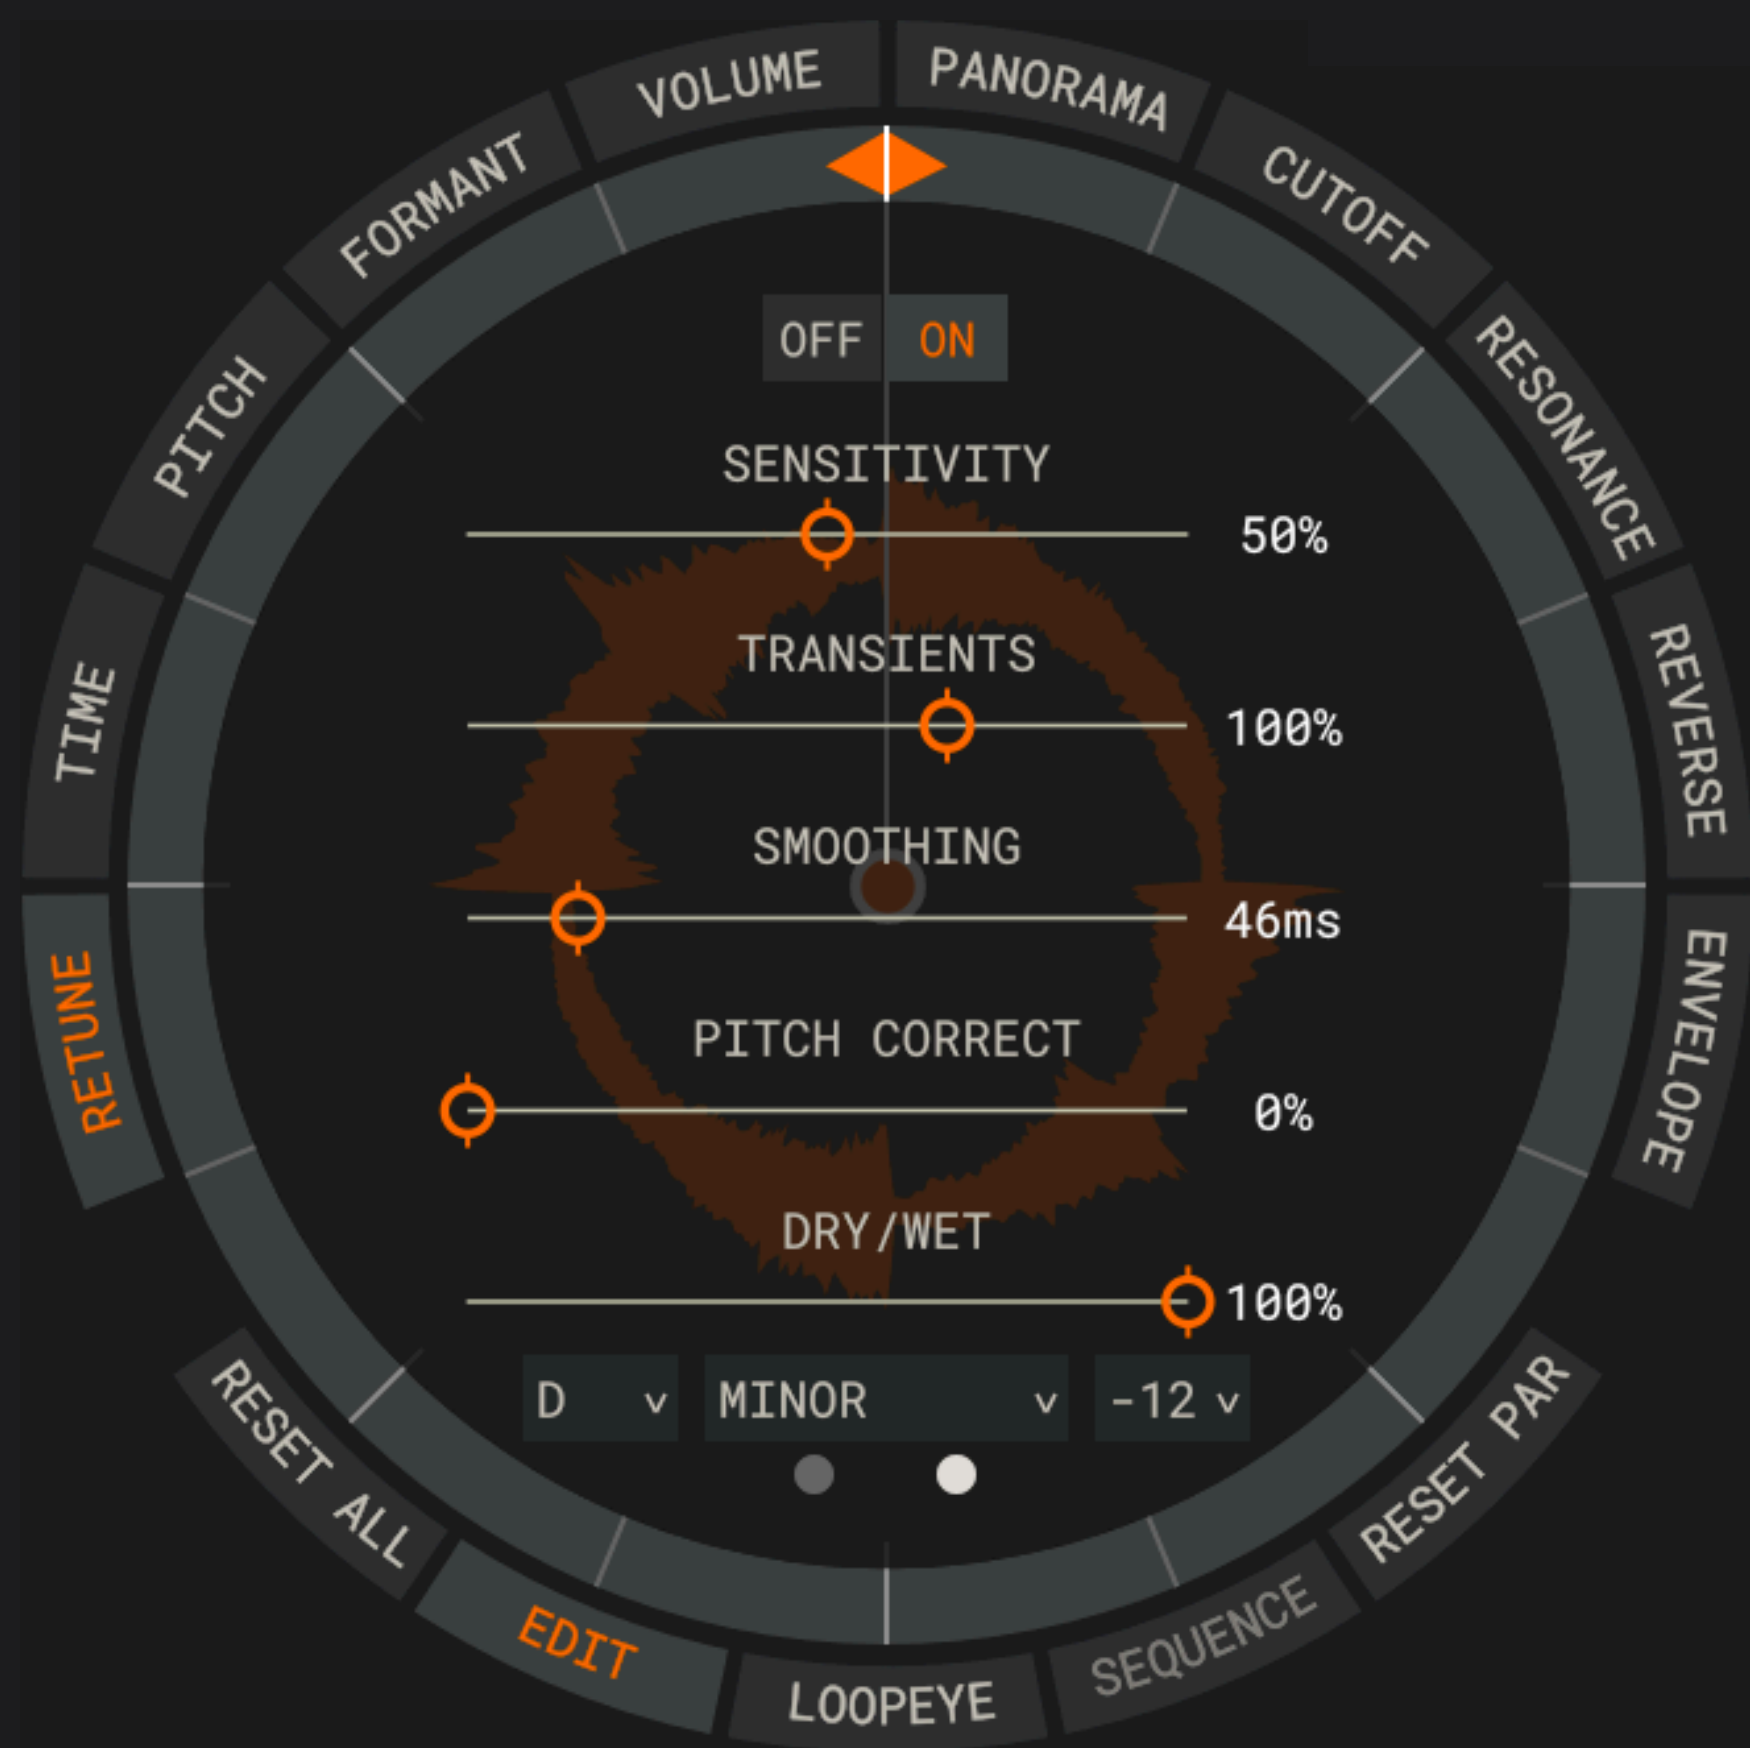 VOLUME
PANORAMA
FORMANT
CUTOFF
PITCH
RESONANCE
TIME
REVERSE
RETUNE
ENVELOPE
OFF ON
SENSITIVITY
50%
TRANSIENTS
100%
SMOOTHING
46ms
PITCH CORRECT
0%
DRY/WET
100%
D v MINOR v -12 v
RESET ALL
RESET PAR
EDIT
SEQUENCE
LOOPEYE